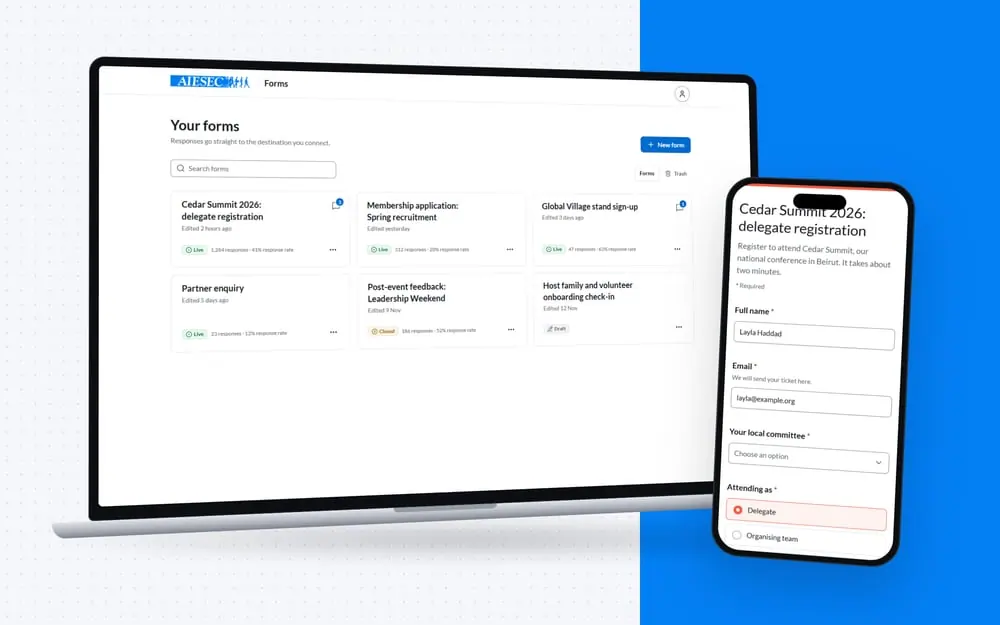 AIESEC
Forms
Your forms
Responses go straight to the destination you connect.
+ New form
Search forms
Forms
Trash
Cedar Summit 2026:
delegate registration
Edited 2 hours ago
Live
1,204 responses · 41% response rate
1
Membership application:
Spring recruitment
Edited yesterday
Live
312 responses · 20% response rate
Global Village stand sign-up
Edited 3 days ago
Live
47 responses · 63% response rate
Partner enquiry
Edited 5 days ago
Live
23 responses · 12% response rate
Post-event feedback:
Leadership Weekend
Edited 9 Nov
Closed
186 responses · 52% response rate
Host family and volunteer
onboarding check-in
Edited 12 Nov
Draft
Cedar Summit 2026:
delegate registration
Register to attend Cedar Summit, our
national conference in Beirut. It takes about
two minutes.
* Required
Full name *
Layla Haddad
Email *
We will send your ticket here.
layla@example.org
Your local committee *
Choose an option
Attending as *
Delegate
Organising team